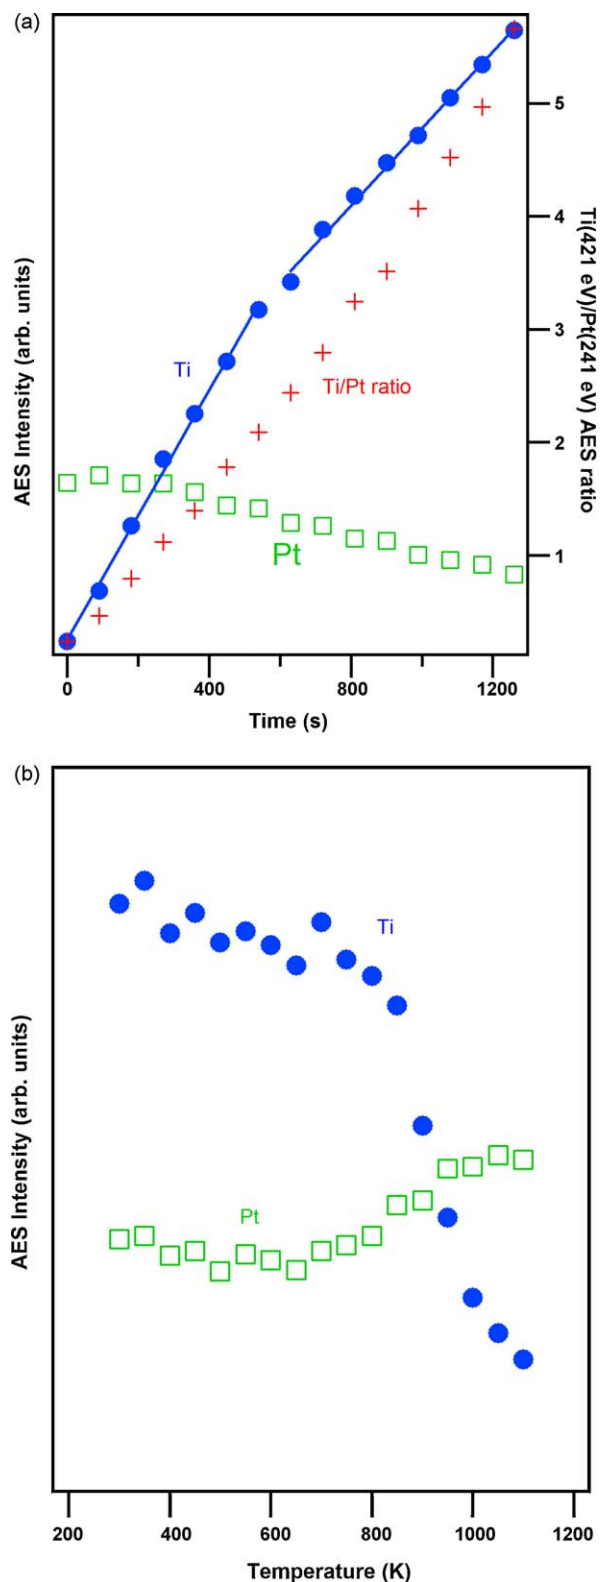 (a)
AES Intensity (arb. units)
Ti
Ti/Pt ratio
Pt
5
4
3
2
1
Ti(421 eV)/Pt(241 eV) AES ratio
0
400
800
1200
Time (s)
(b)
AES Intensity (arb. units)
Ti
Pt
200
400
600
800
1000
1200
Temperature (K)